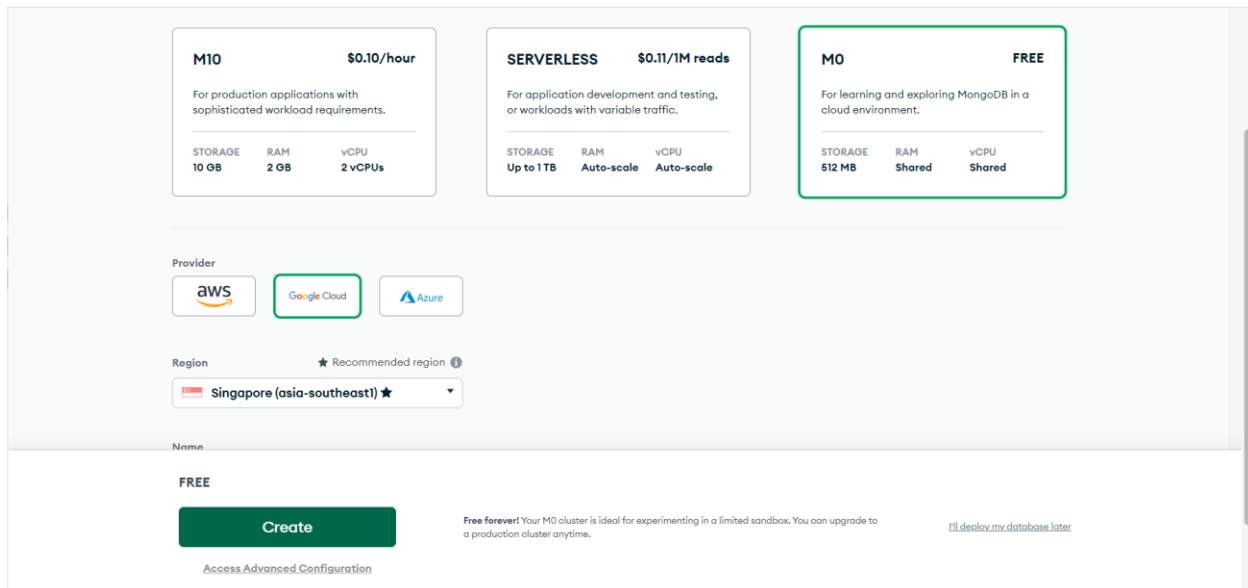 M10 $0.10/hour
For production applications with
sophisticated workload requirements.
STORAGE RAM vCPU
10 GB 2 GB 2 vCPUs
SERVERLESS $0.11/1M reads
For application development and testing,
or workloads with variable traffic.
STORAGE RAM vCPU
Up to 1 TB Auto-scale Auto-scale
M0 FREE
For learning and exploring MongoDB in a
cloud environment.
STORAGE RAM vCPU
512 MB Shared Shared
Provider
aws Google Cloud Azure
Region ★ Recommended region
Singapore (asia-southeast1) ★
Name
FREE
Create
Access Advanced Configuration
Free forever! Your M0 cluster is ideal for experimenting in a limited sandbox. You can upgrade to
a production cluster anytime.
I'll deploy my database later